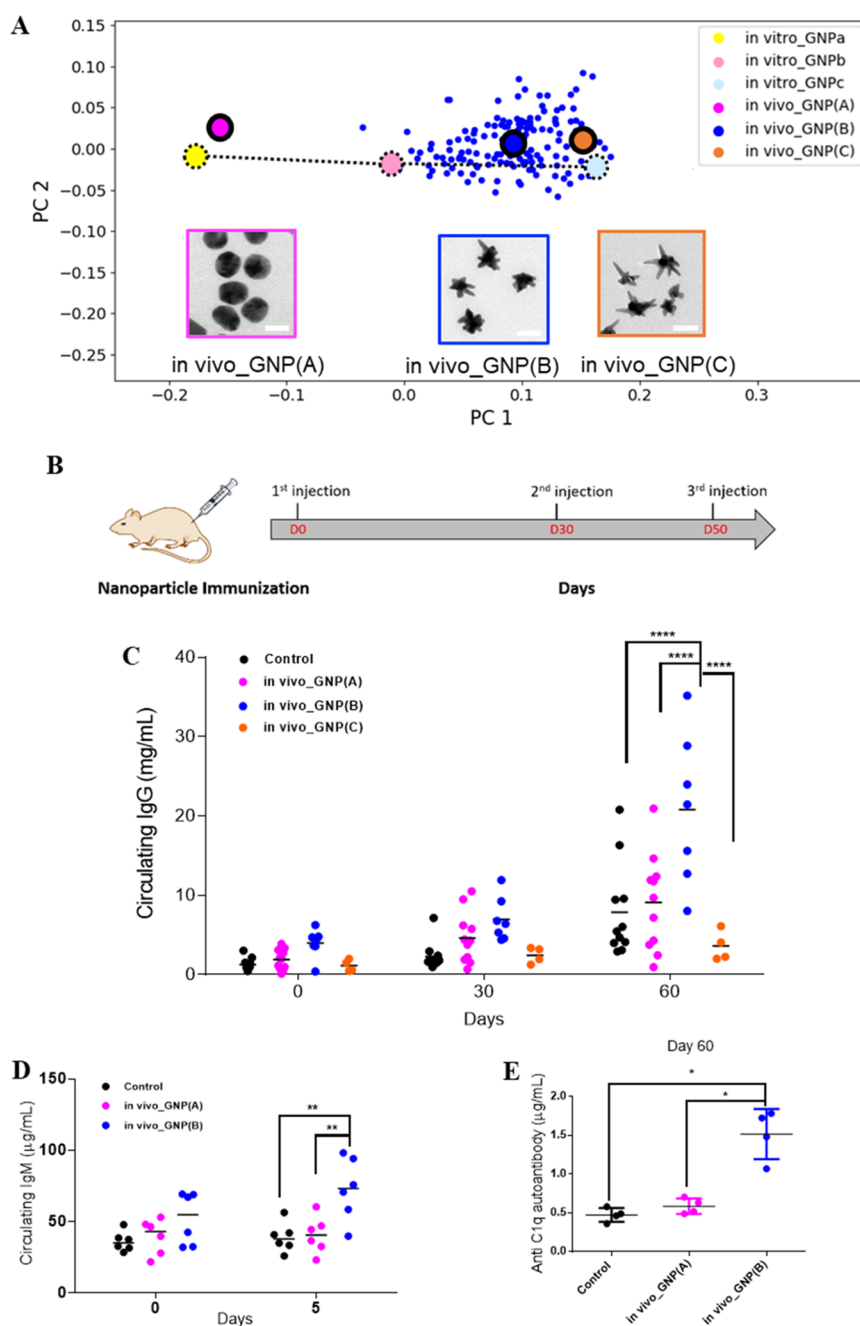 A
0.15
0.10
0.05
0.00
−0.05
−0.10
−0.15
−0.20
−0.25
PC 2
in vitro_GNPa
in vitro_GNPb
in vitro_GNPc
in vivo_GNP(A)
in vivo_GNP(B)
in vivo_GNP(C)
in vivo_GNP(A)
in vivo_GNP(B)
in vivo_GNP(C)
−0.2
−0.1
0.0
0.1
0.2
0.3
PC 1
B
1st injection
2nd injection
3rd injection
D0
D30
D50
Nanoparticle Immunization
Days
C
40
30
20
10
0
Circulating IgG (mg/mL)
Control
in vivo_GNP(A)
in vivo_GNP(B)
in vivo_GNP(C)
****
****
****
0
30
60
Days
D
150
100
50
0
Circulating IgM (µg/mL)
Control
in vivo_GNP(A)
in vivo_GNP(B)
**
**
0
5
Days
E
Day 60
2.0
1.5
1.0
0.5
0.0
Anti C1q autoantibody (µg/mL)
*
*
Control
in vivo_GNP(A)
in vivo_GNP(B)